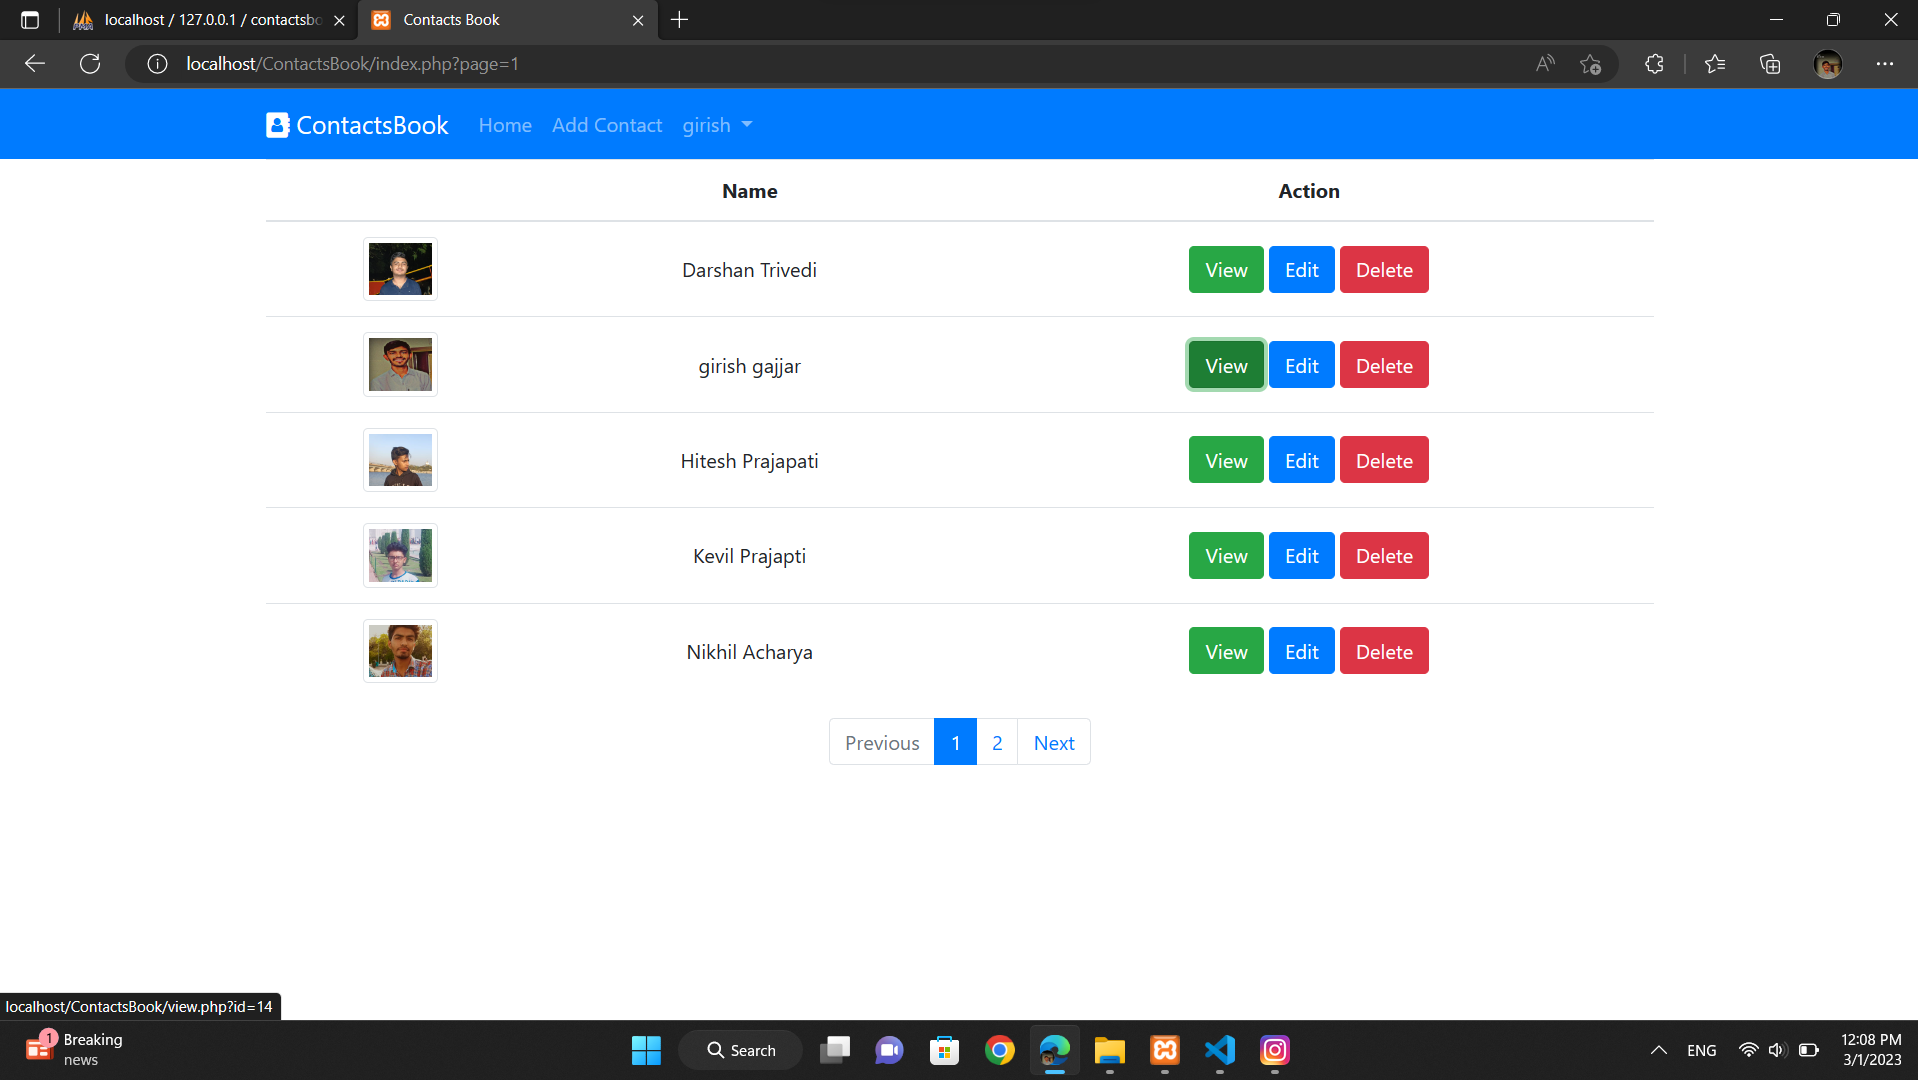 localhost / 127.0.0.1 / contactsbo
Contacts Book
localhost/ContactsBook/index.php?page=1
ContactsBook Home Add Contact girish
Name Action
Darshan Trivedi View Edit Delete
girish gajjar View Edit Delete
Hitesh Prajapati View Edit Delete
Kevil Prajapti View Edit Delete
Nikhil Acharya View Edit Delete
Previous 1 2 Next
localhost/ContactsBook/view.php?id=14
1
Breaking
news
Search
ENG
12:08 PM
3/1/2023